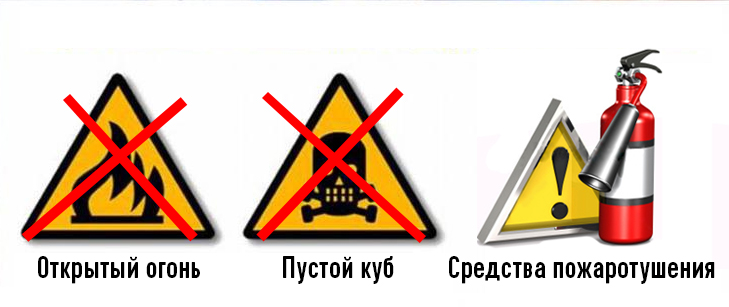 Открытый огонь
Пустой куб
Средства пожаротушения